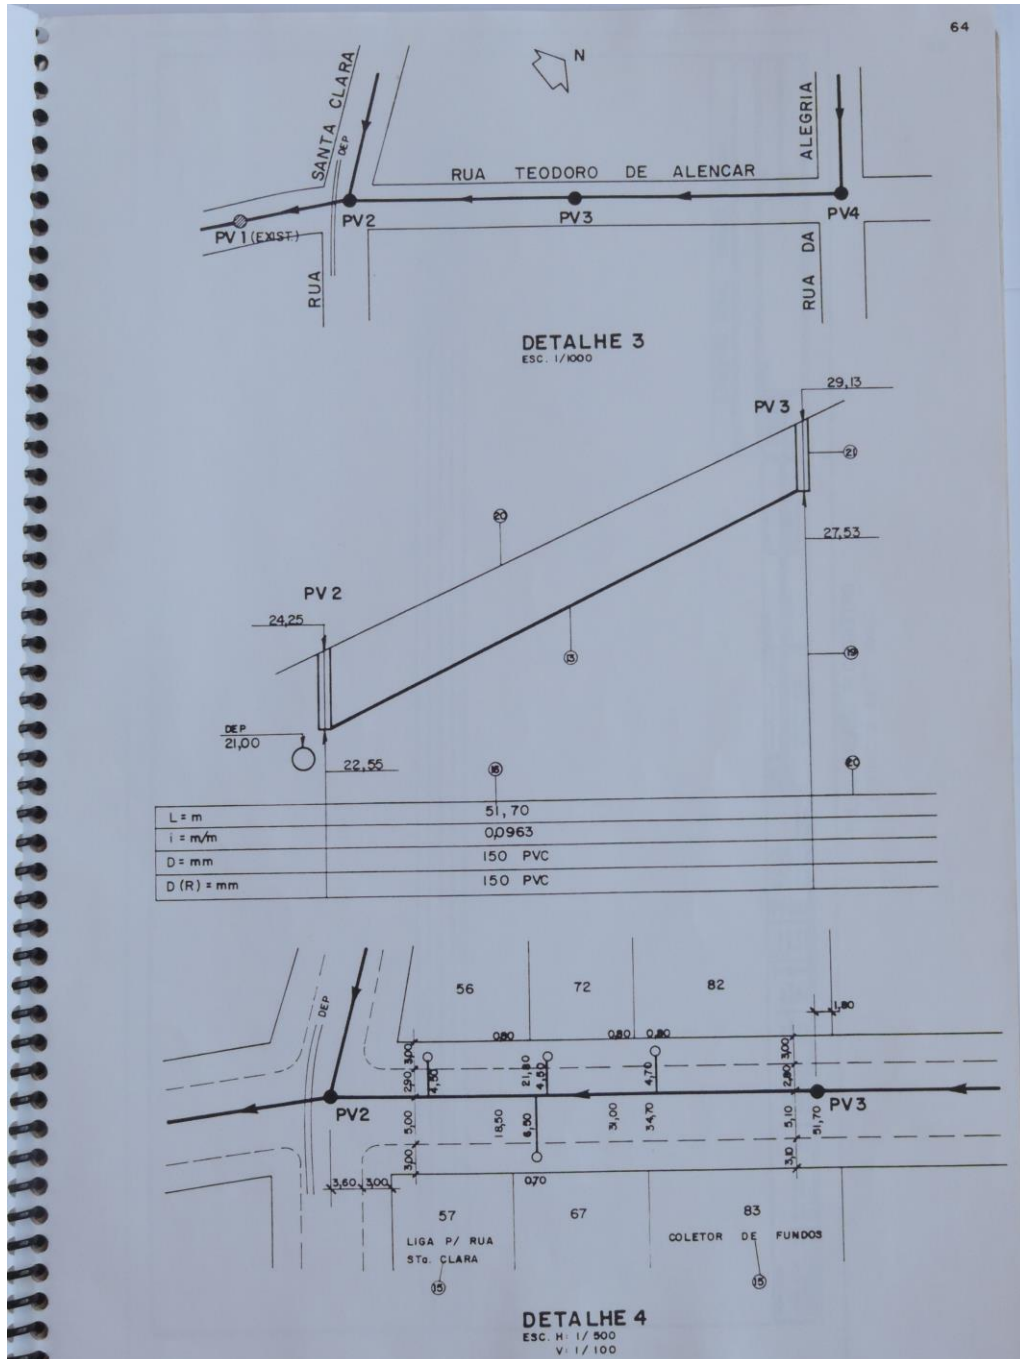 64
N
SANTA CLARA
DEP
ALEGRIA
RUA TEODORO DE ALENCAR
PV 1 (EXIST.)
PV2
PV3
PV4
RUA
RUA DA
DETALHE 3
ESC. 1/1000
29,13
PV 3
21
20
27,53
PV 2
24,25
13
19
DEP
21,00
22,55
20
L = m 51,70
i = m/m 0,0963
D = mm 150 PVC
D (R) = mm 150 PVC
56
72
82
DEP
1,80
0,80
0,80
0,80
3,00
2,90
4,50
21,80
4,50
4,70
3,00
2,80
PV2
PV3
5,00
18,50
6,50
31,00
34,70
5,10
51,70
3,00
3,10
3,60
3,00
0,70
57
67
83
LIGA P/ RUA
STa. CLARA
COLETOR DE FUNDOS
15
15
DETALHE 4
ESC. H: 1/500
V: 1/100